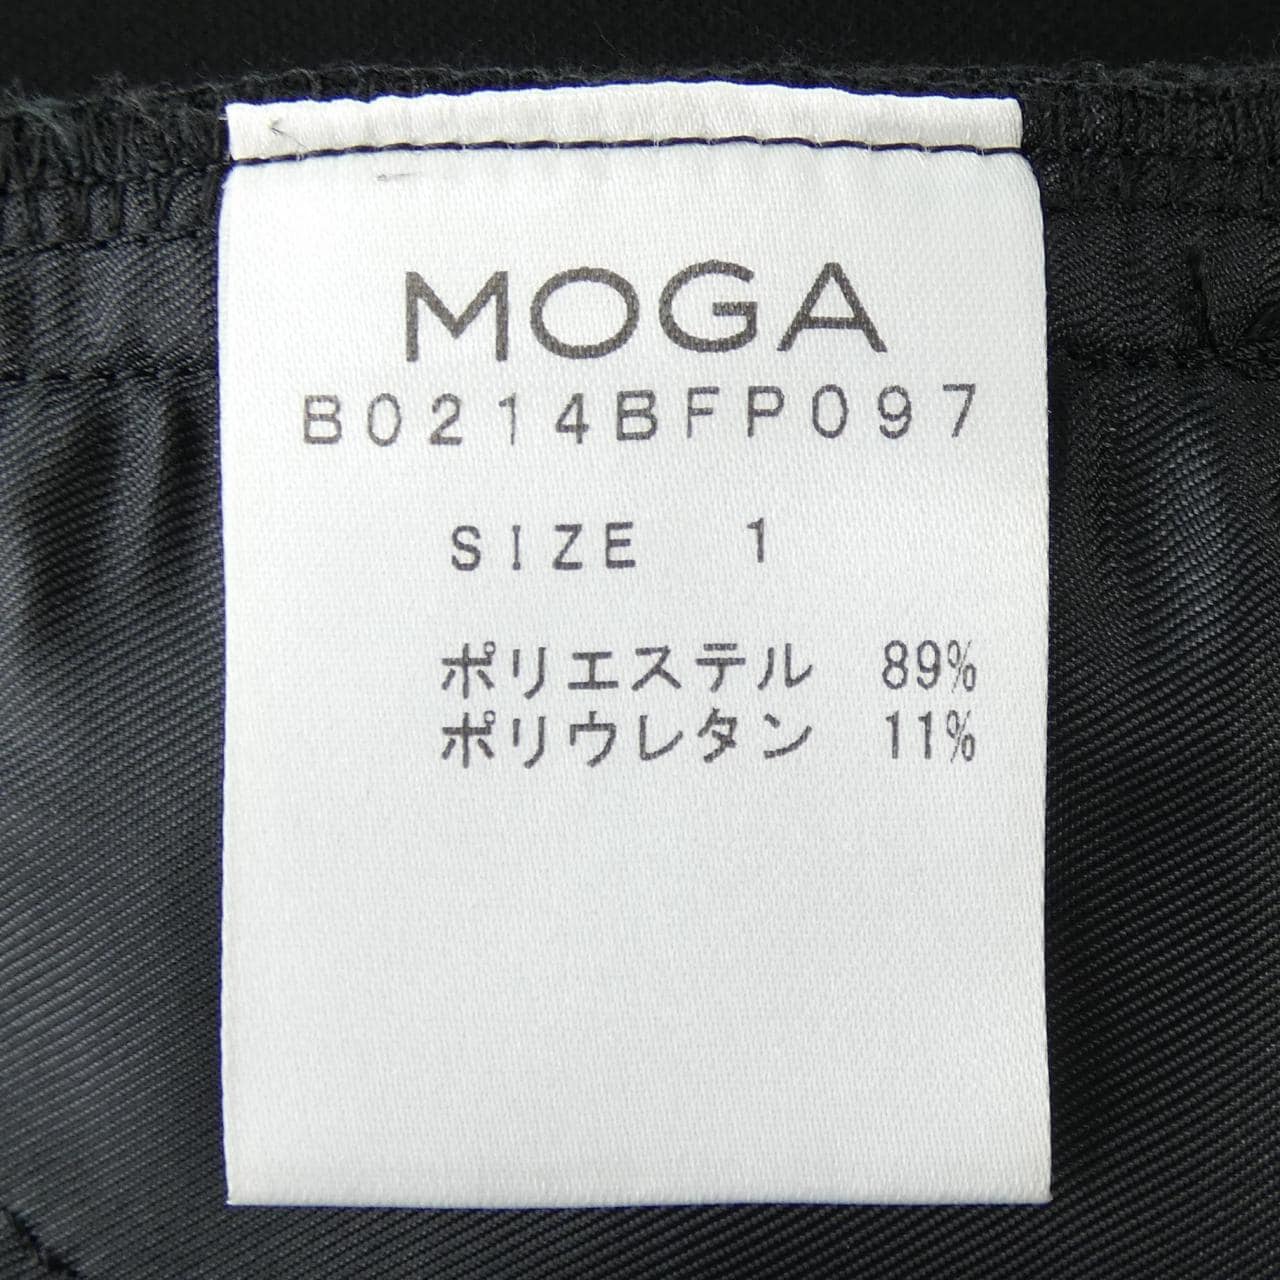 MOGA
B0214BFP097
SIZE 1
ポリエステル 89%
ポリウレタン 11%